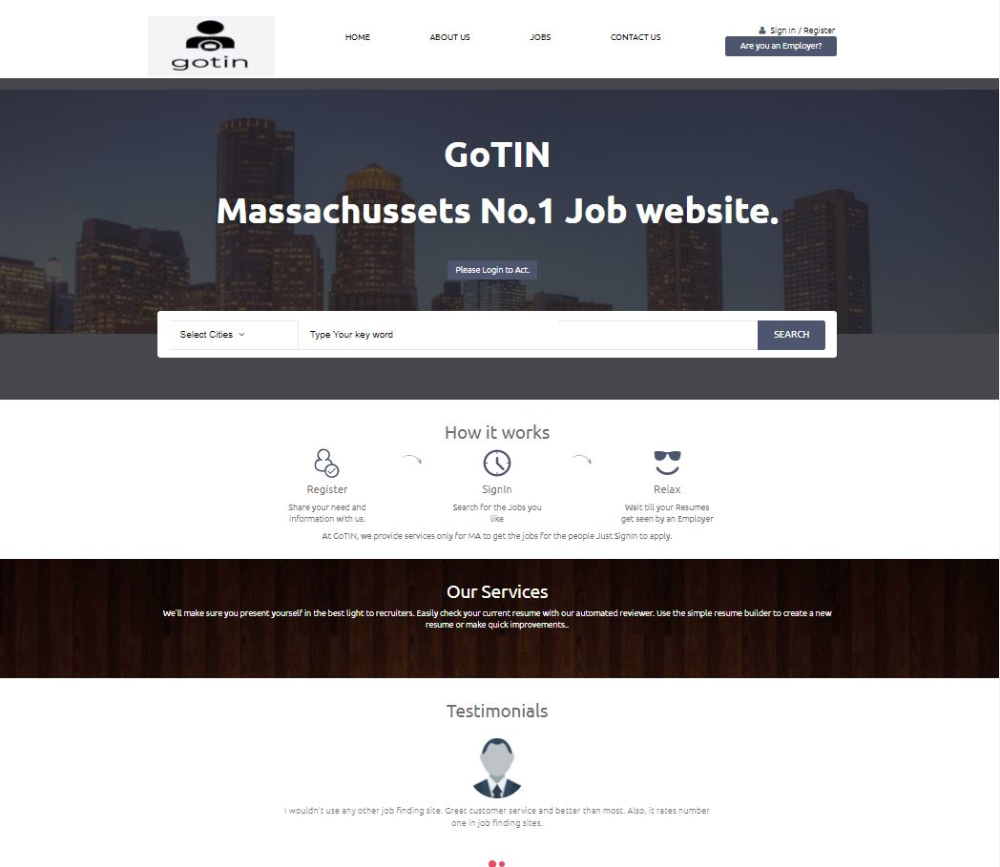 gotin
HOME
ABOUT US
JOBS
CONTACT US
Sign In / Register
Are you an Employer?
GoTIN
Massachussets No.1 Job website.
Please Login to Act.
Select Cities
Type Your key word
SEARCH
How it works
Register
SignIn
Relax
Share your need and
information with us.
Search for the Jobs you
like
Wait till your Resumes
get seen by an Employer
At GoTIN, we provide services only for MA to get the jobs for the people Just SignIn to apply.
Our Services
We'll make sure you present yourself in the best light to recruiters. Easily check your current resume with our automated reviewer. Use the simple resume builder to create a new
resume or make quick improvements..
Testimonials
I wouldn't use any other job finding site. Great customer service and better than most. Also, it rates number
one in job finding sites.